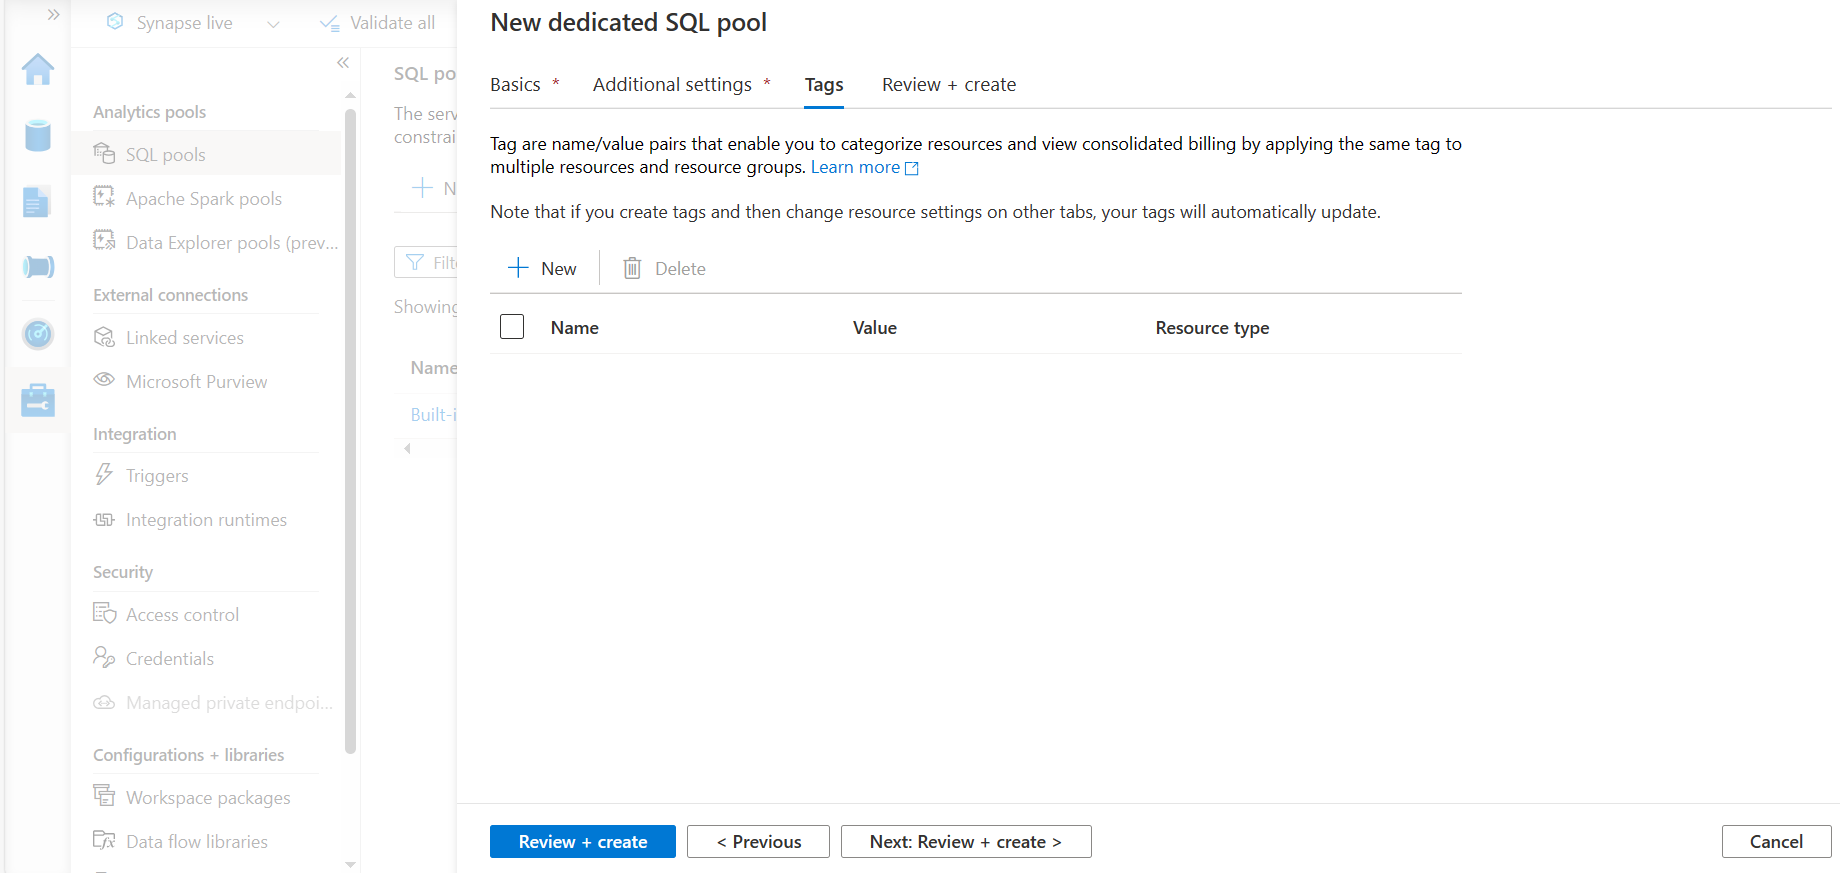 Synapse live
Validate all
Analytics pools
SQL pools
Apache Spark pools
Data Explorer pools (prev...
External connections
Linked services
Microsoft Purview
Integration
Triggers
Integration runtimes
Security
Access control
Credentials
Managed private endpoi...
Configurations + libraries
Workspace packages
Data flow libraries
SQL po
The serv
constrai
N
Filt
Showing
Name
Built-i
New dedicated SQL pool
Basics *
Additional settings *
Tags
Review + create
Tag are name/value pairs that enable you to categorize resources and view consolidated billing by applying the same tag to
multiple resources and resource groups. Learn more
Note that if you create tags and then change resource settings on other tabs, your tags will automatically update.
New
Delete
Name Value Resource type
Review + create
< Previous
Next: Review + create >
Cancel